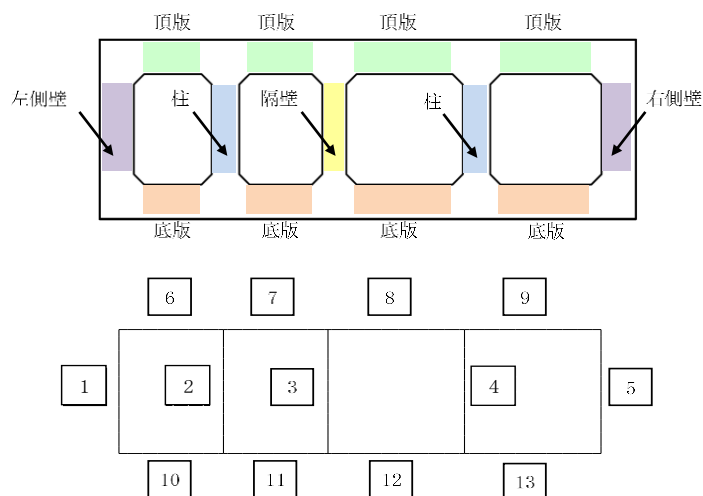 頂版 頂版 頂版 頂版
左側壁 柱 隔壁 柱 右側壁
底版 底版 底版 底版
6 7 8 9
1 2 3 4 5
10 11 12 13